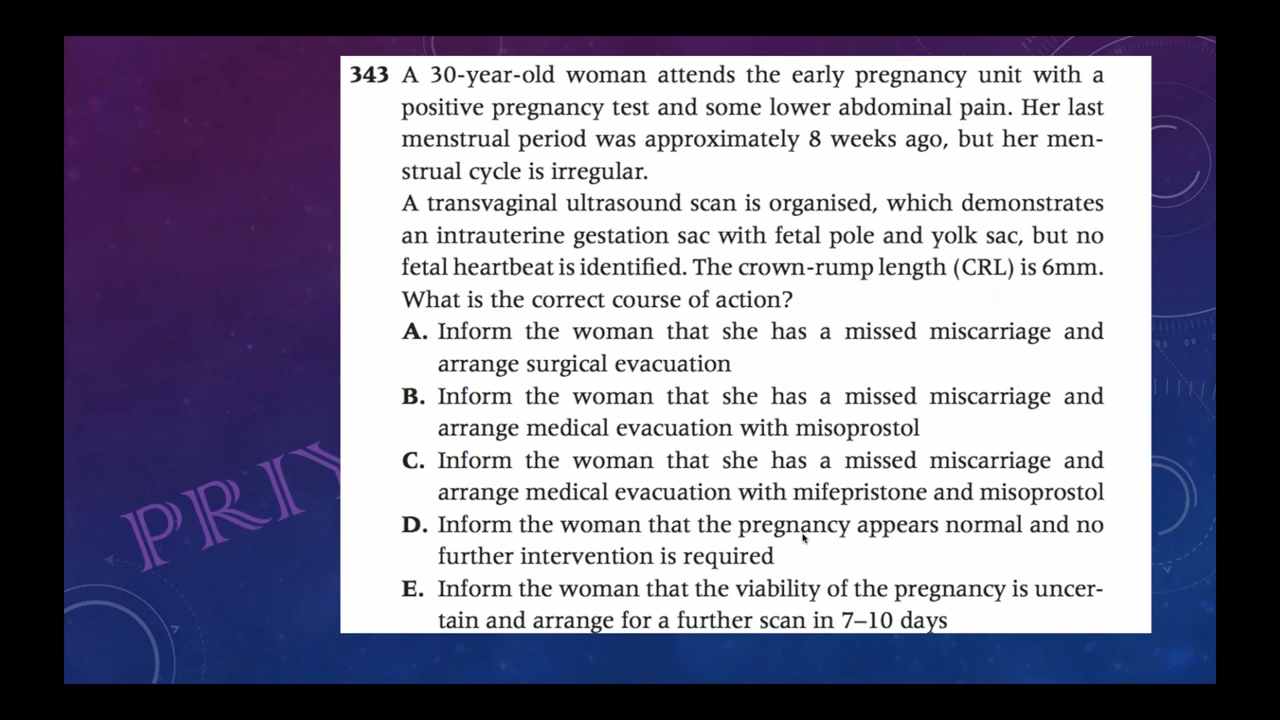 343 A 30-year-old woman attends the early pregnancy unit with a
positive pregnancy test and some lower abdominal pain. Her last
menstrual period was approximately 8 weeks ago, but her men-
strual cycle is irregular.
A transvaginal ultrasound scan is organised, which demonstrates
an intrauterine gestation sac with fetal pole and yolk sac, but no
fetal heartbeat is identified. The crown-rump length (CRL) is 6mm.
What is the correct course of action?
A. Inform the woman that she has a missed miscarriage and
arrange surgical evacuation
B. Inform the woman that she has a missed miscarriage and
arrange medical evacuation with misoprostol
C. Inform the woman that she has a missed miscarriage and
arrange medical evacuation with mifepristone and misoprostol
D. Inform the woman that the pregnancy appears normal and no
further intervention is required
E. Inform the woman that the viability of the pregnancy is uncer-
tain and arrange for a further scan in 7–10 days